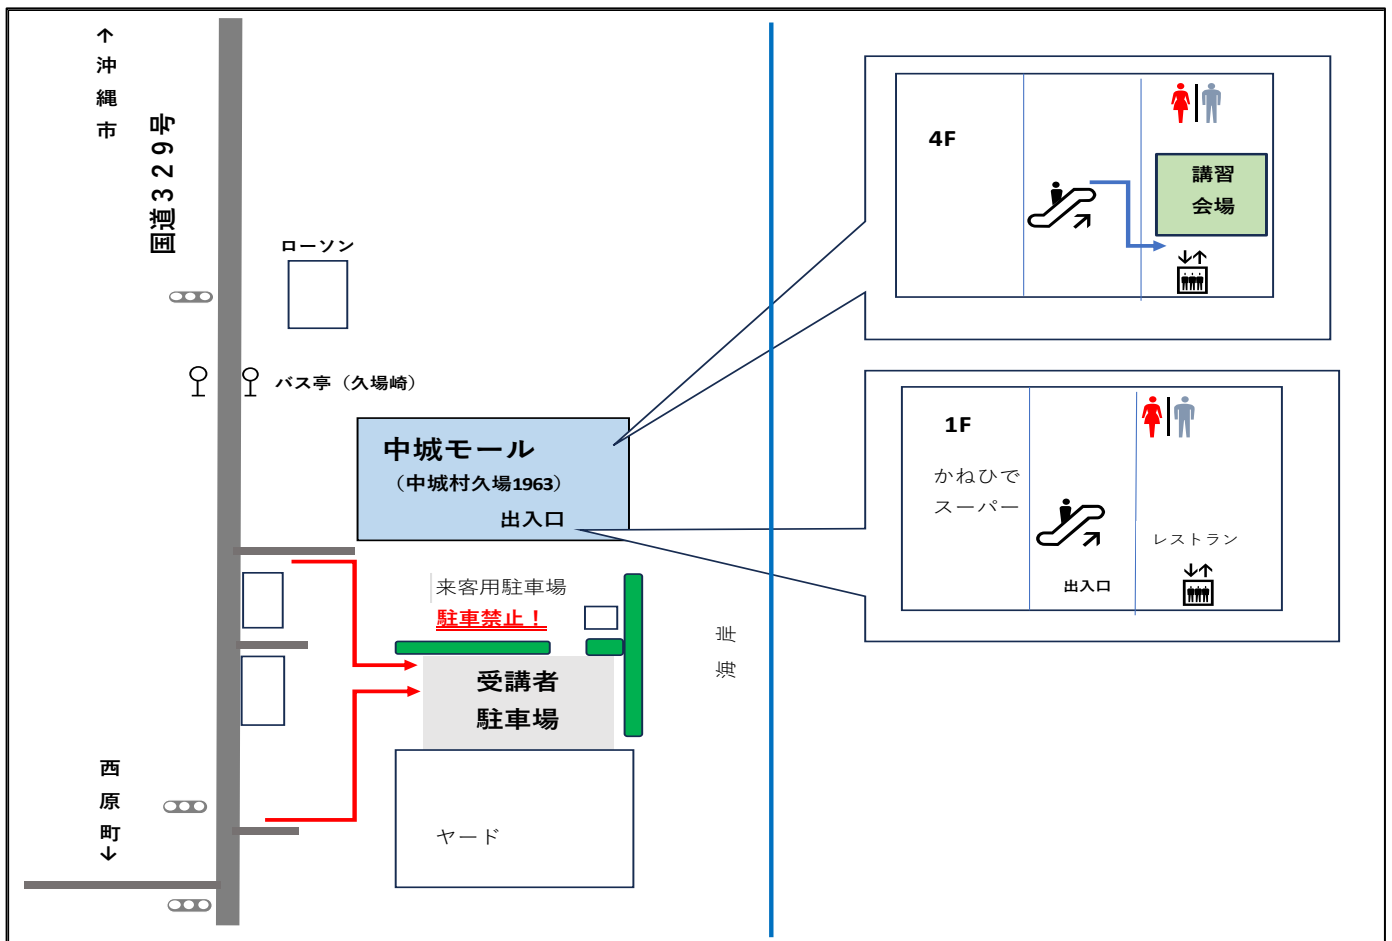 ↑沖縄市
国道３２９号
ローソン
バス亭（久場崎）
中城モール
（中城村久場1963）
出入口
来客用駐車場
駐車禁止！
受講者
駐車場
ヤード
西原町↓
海岸
4F
講習
会場
↓↑
1F
かねひで
スーパー
レストラン
出入口
↓↑